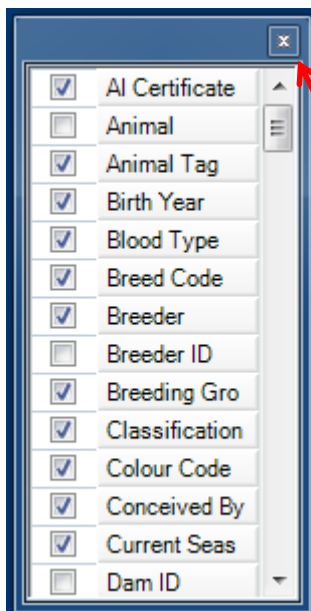 AI Certificate
Animal
Animal Tag
Birth Year
Blood Type
Breed Code
Breeder
Breeder ID
Breeding Gro
Classification
Colour Code
Conceived By
Current Seas
Dam ID